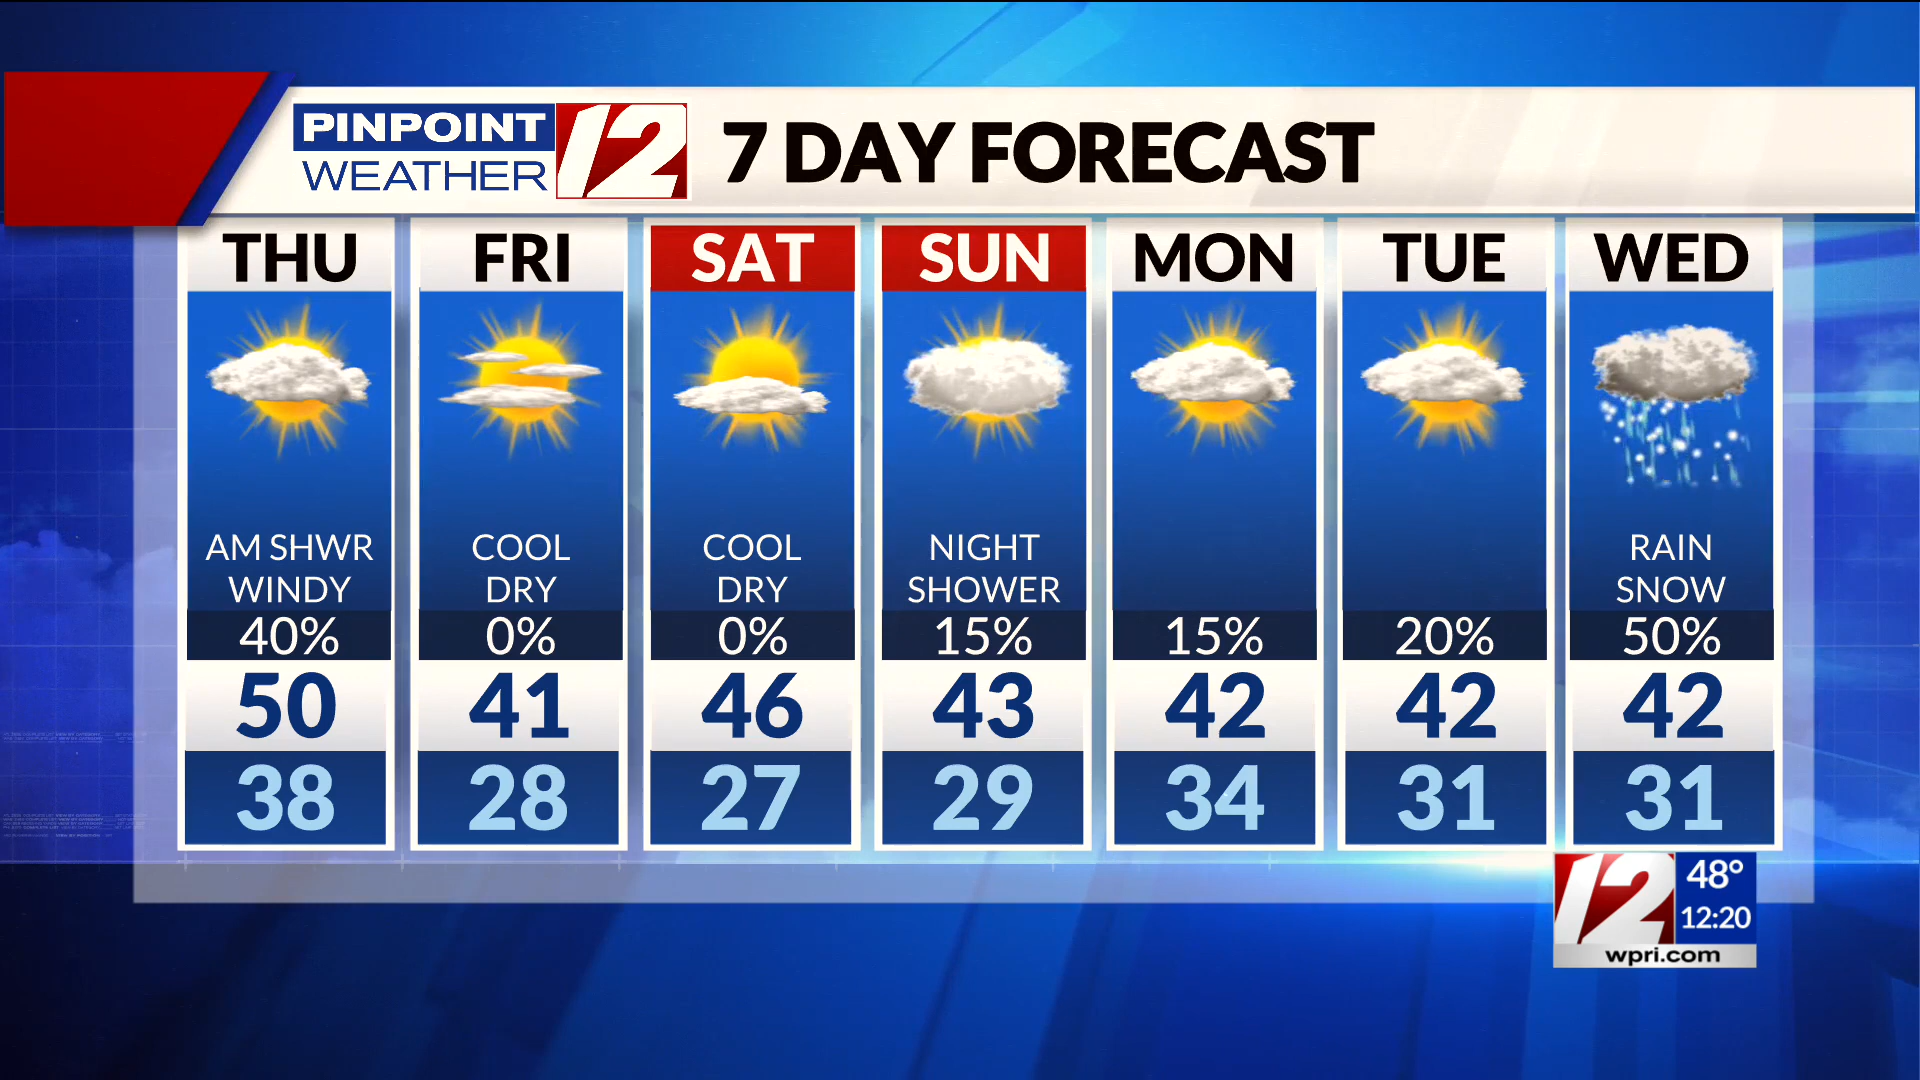 PINPOINT
WEATHER 12
7 DAY FORECAST
THU
AM SHWR
WINDY
40%
50
38
FRI
COOL
DRY
0%
41
28
SAT
COOL
DRY
0%
46
27
SUN
NIGHT
SHOWER
15%
43
29
MON
15%
42
34
TUE
20%
42
31
WED
RAIN
SNOW
50%
42
31
12
48°
12:20
wpri.com